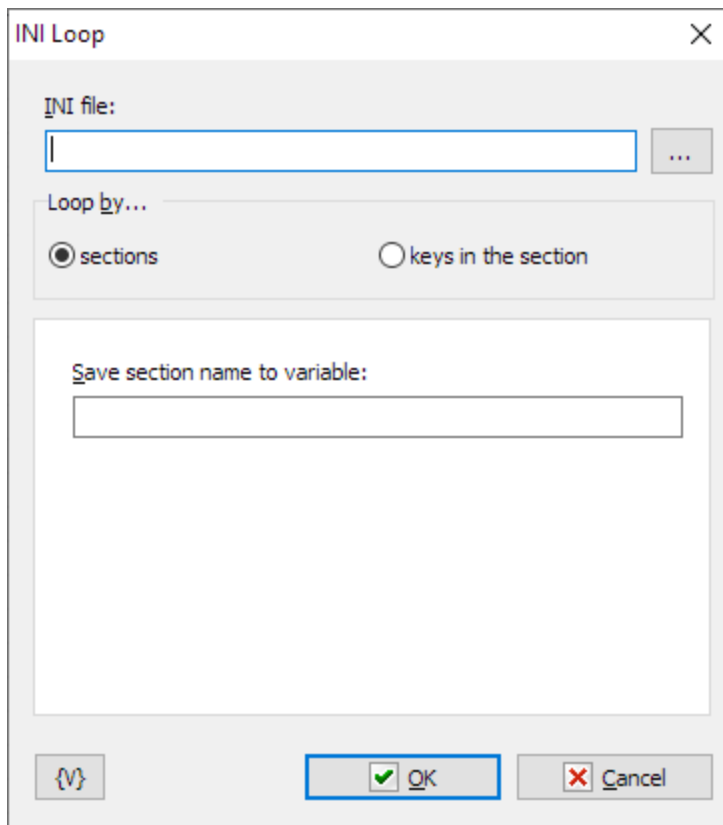 INI Loop
INI file:
...
Loop by...
sections
keys in the section
Save section name to variable:
{V}
OK
Cancel